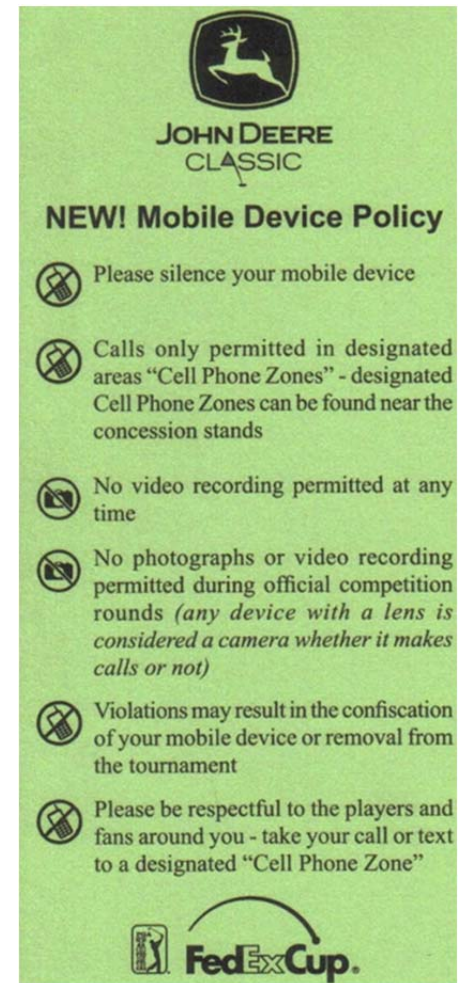 JOHN DEERE
CLASSIC
NEW! Mobile Device Policy
Please silence your mobile device
Calls only permitted in designated
areas “Cell Phone Zones” - designated
Cell Phone Zones can be found near the
concession stands
No video recording permitted at any
time
No photographs or video recording
permitted during official competition
rounds (any device with a lens is
considered a camera whether it makes
calls or not)
Violations may result in the confiscation
of your mobile device or removal from
the tournament
Please be respectful to the players and
fans around you - take your call or text
to a designated “Cell Phone Zone”
FedExCup.